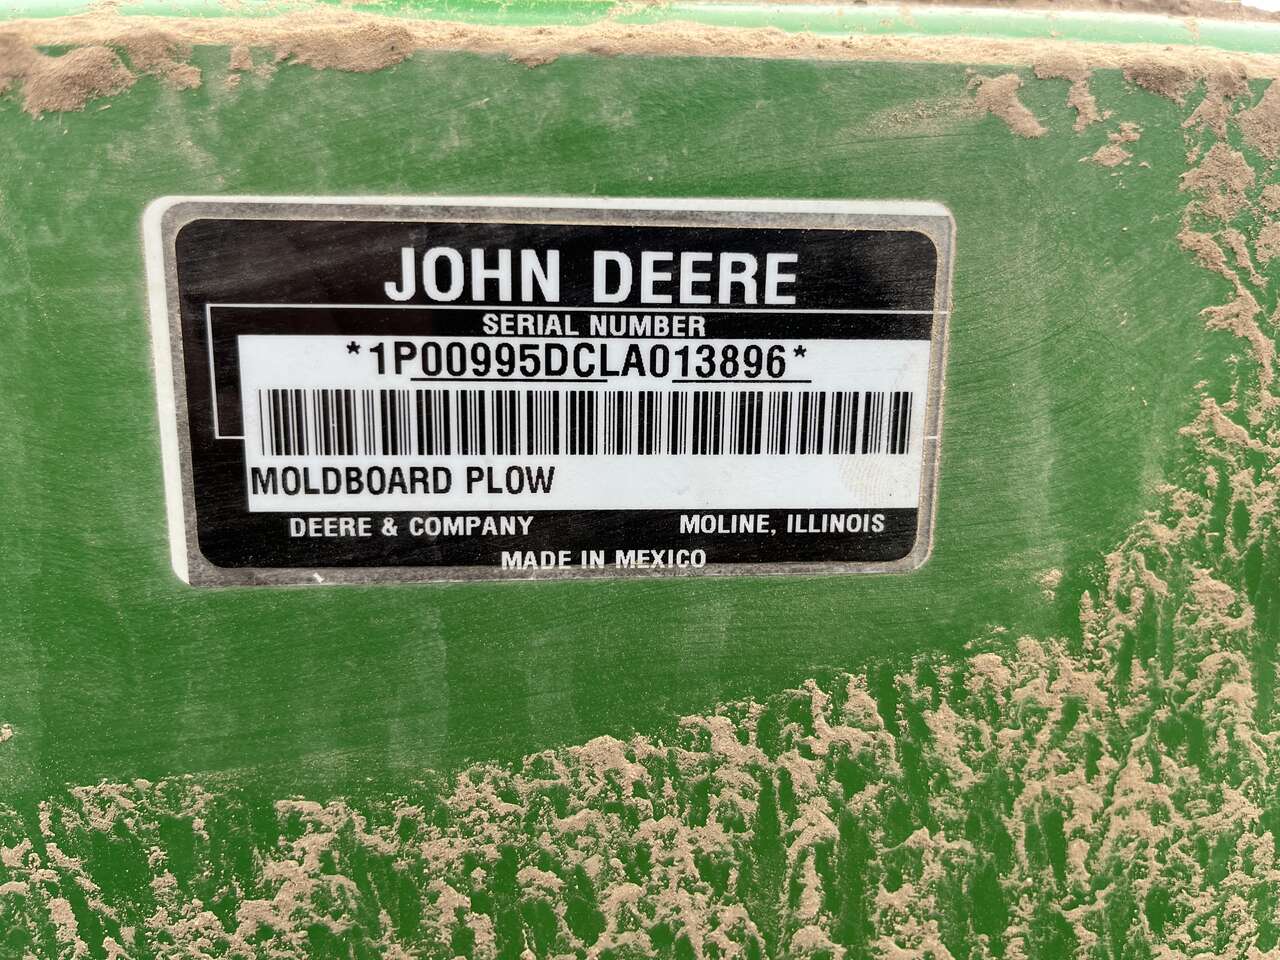 JOHN DEERE
SERIAL NUMBER
*1P00995DCLA013896*
MOLDBOARD PLOW
DEERE & COMPANY MOLINE, ILLINOIS
MADE IN MEXICO